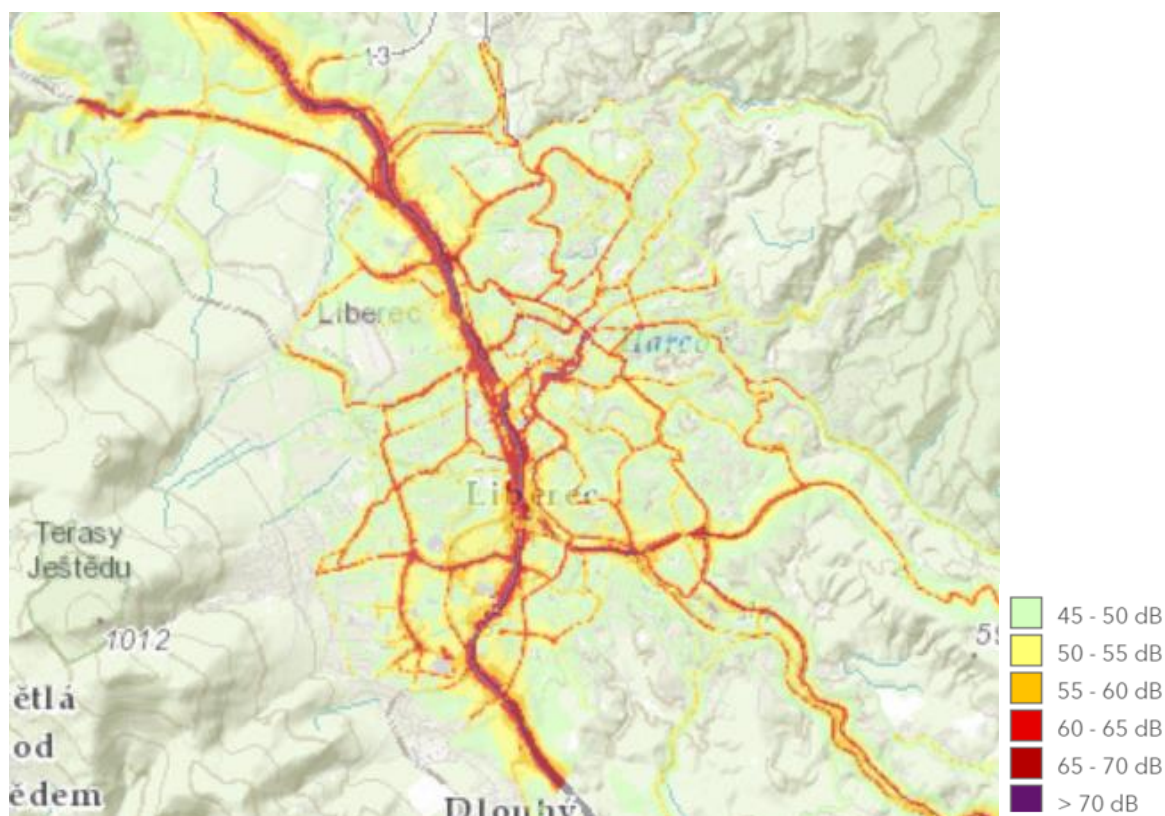 1-3
Liberec
Harcov
Liberec
Terasy
Ještědu
1012
ětlá
od
ědem
Dlouhý
59
45 - 50 dB
50 - 55 dB
55 - 60 dB
60 - 65 dB
65 - 70 dB
> 70 dB